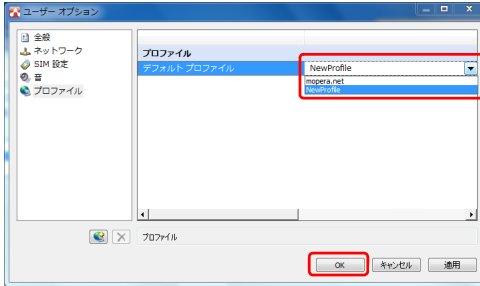 ユーザー オプション
全般
ネットワーク
SIM 設定
音
プロファイル
プロファイル
デフォルト プロファイル
NewProfile
mopera.net
NewProfile
プロファイル
OK
キャンセル
適用